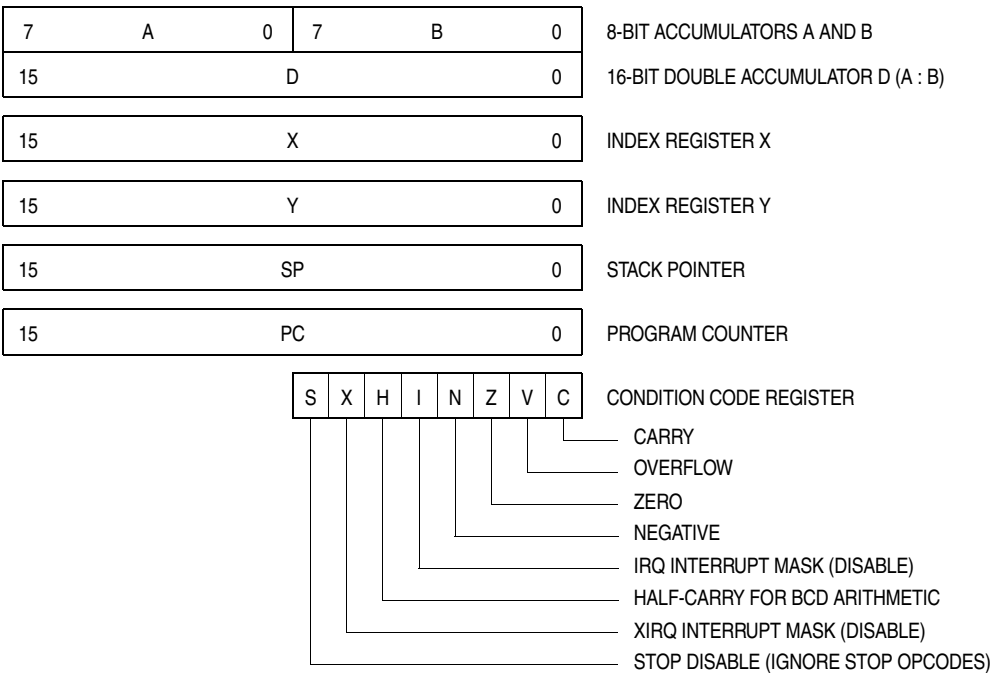 7 A 0 7 B 0 8-BIT ACCUMULATORS A AND B
15 D 0 16-BIT DOUBLE ACCUMULATOR D (A : B)
15 X 0 INDEX REGISTER X
15 Y 0 INDEX REGISTER Y
15 SP 0 STACK POINTER
15 PC 0 PROGRAM COUNTER
S X H I N Z V C CONDITION CODE REGISTER
CARRY
OVERFLOW
ZERO
NEGATIVE
IRQ INTERRUPT MASK (DISABLE)
HALF-CARRY FOR BCD ARITHMETIC
XIRQ INTERRUPT MASK (DISABLE)
STOP DISABLE (IGNORE STOP OPCODES)